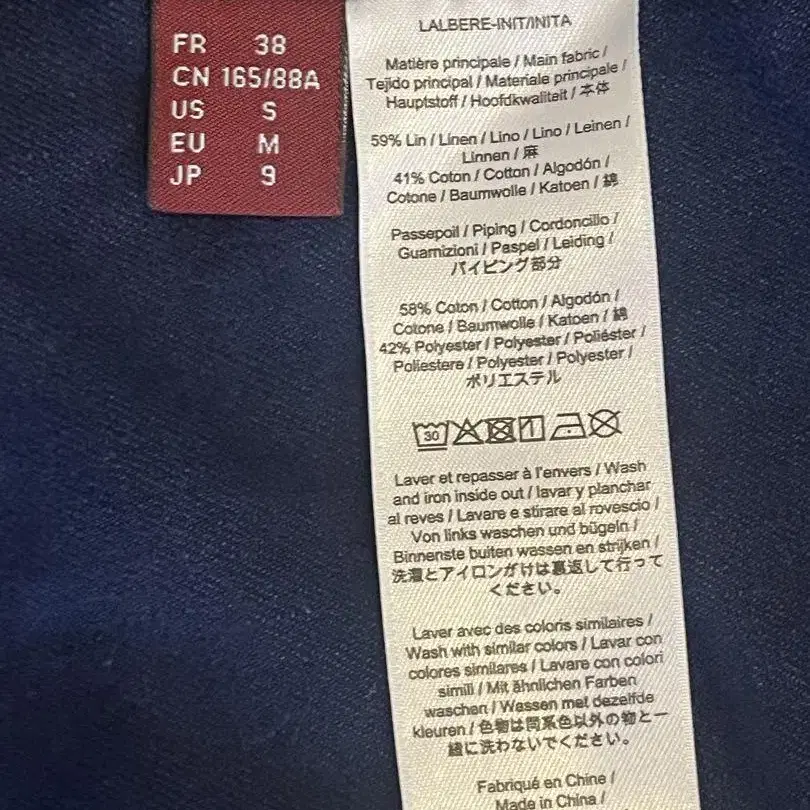 FR 38
CN 165/88A
US S
EU M
JP 9
LALBERE-INIT/INITA
Matière principale / Main fabric /
Tejido principal / Materiale principale /
Hauptstoff / Hoofdkwaliteit / 本体
59% Lin / Linen / Lino / Lino / Leinen /
Linnen / 麻
41% Coton / Cotton / Algodón /
Cotone / Baumwolle / Katoen / 綿
Passepoil / Piping / Cordoncillo /
Guarnizioni / Paspel / Leiding /
パイピング部分
58% Coton / Cotton / Algodón /
Cotone / Baumwolle / Katoen / 綿
42% Polyester / Polyester / Poliéster /
Poliestere / Polyester / Polyester /
ポリエステル
30
Laver et repasser à l'envers / Wash
and iron inside out / lavar y planchar
al reves / Lavare e stirare al rovescio /
Von links waschen und bügeln /
Binnenste buiten wassen en strijken /
洗濯とアイロンがけは裏返して行って
ください。
Laver avec des coloris similaires /
Wash with similar colors / Lavar con
colores similares / Lavare con colori
simili / Mit ähnlichen Farben
waschen / Wassen met dezelfde
kleuren / 色物は同系色以外の物と一
緒に洗わないでください。
Fabriqué en Chine /
Made in China /